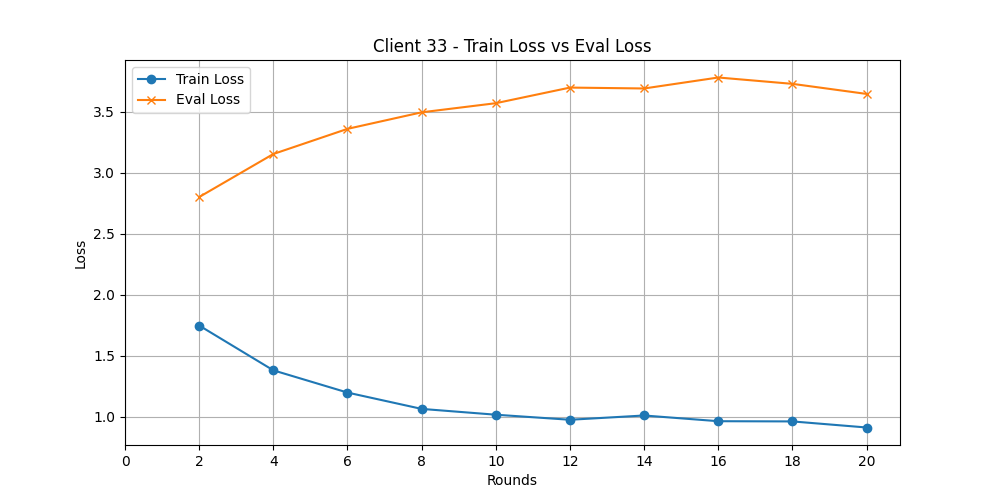 Client 33 - Train Loss vs Eval Loss
Train Loss
Eval Loss
Loss
3.5
3.0
2.5
2.0
1.5
1.0
0 2 4 6 8 10 12 14 16 18 20
Rounds